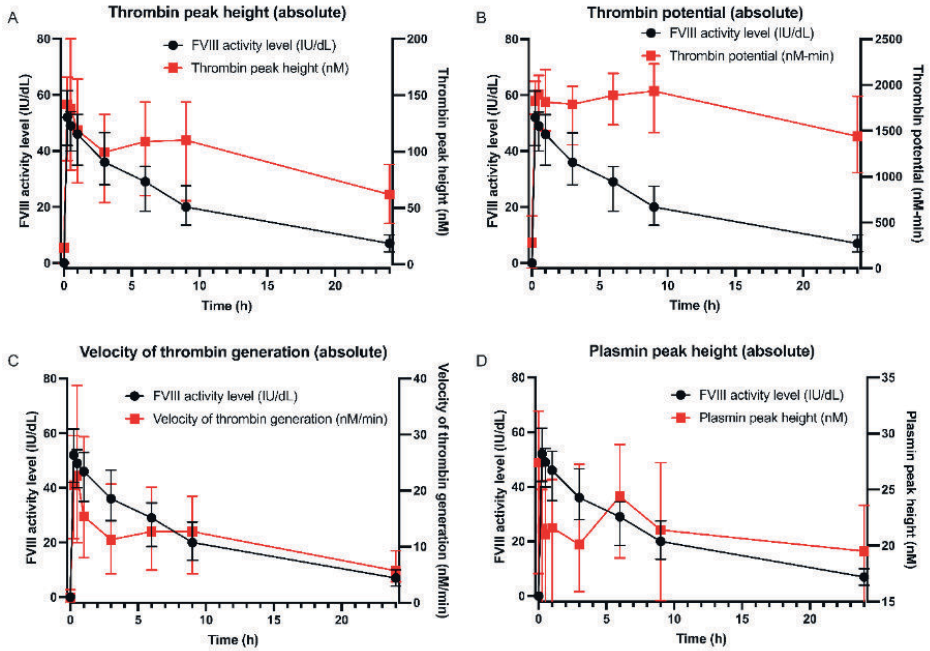 A
Thrombin peak height (absolute)
FVIII activity level (IU/dL)
Thrombin peak height (nM)
FVIII activity level (IU/dL)
80
60
40
20
0
200
150
100
50
0
Thrombin peak height (nM)
0
5
10
15
20
Time (h)
B
Thrombin potential (absolute)
FVIII activity level (IU/dL)
Thrombin potential (nM-min)
FVIII activity level (IU/dL)
80
60
40
20
0
2500
2000
1500
1000
500
0
Thrombin potential (nM-min)
0
5
10
15
20
Time (h)
C
Velocity of thrombin generation (absolute)
FVIII activity level (IU/dL)
Velocity of thrombin generation (nM/min)
FVIII activity level (IU/dL)
80
60
40
20
0
40
30
20
10
0
Velocity of thrombin generation (nM/min)
0
5
10
15
20
Time (h)
D
Plasmin peak height (absolute)
FVIII activity level (IU/dL)
Plasmin peak height (nM)
FVIII activity level (IU/dL)
80
60
40
20
0
35
30
25
20
15
Plasmin peak height (nM)
0
5
10
15
20
Time (h)